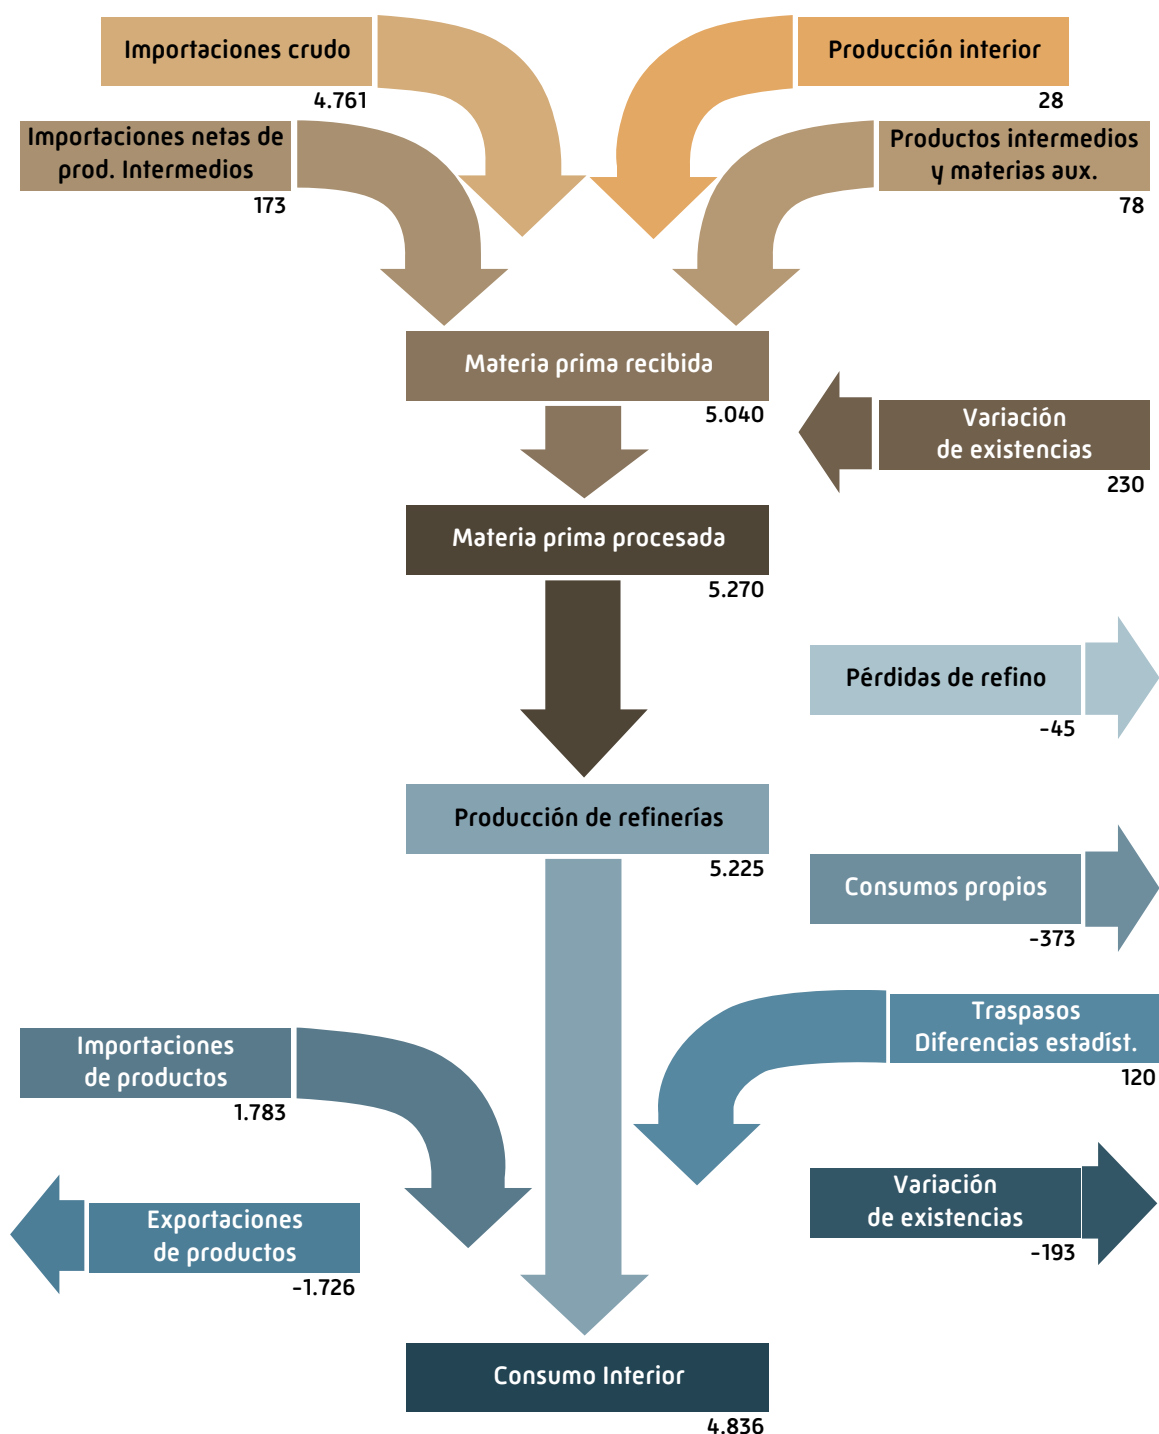 Importaciones crudo
4.761
Producción interior
28
Importaciones netas de
prod. Intermedios
173
Productos intermedios
y materias aux.
78
Materia prima recibida
5.040
Variación
de existencias
230
Materia prima procesada
5.270
Pérdidas de refino
-45
Producción de refinerías
5.225
Consumos propios
-373
Traspasos
Diferencias estadíst.
120
Importaciones
de productos
1.783
Variación
de existencias
-193
Exportaciones
de productos
-1.726
Consumo Interior
4.836